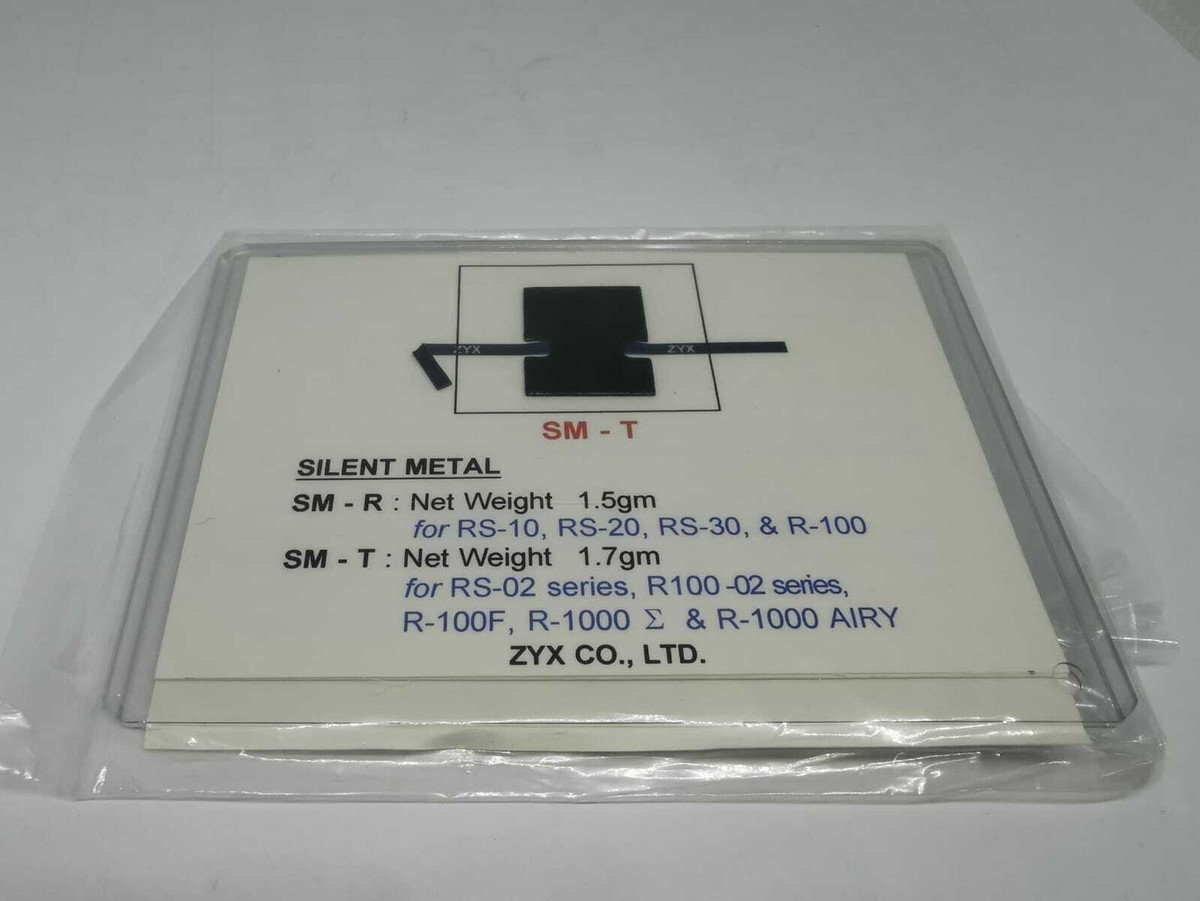 ZYX ZYX
SM - T
SILENT METAL
SM - R : Net Weight 1.5gm
for RS-10, RS-20, RS-30, & R-100
SM - T : Net Weight 1.7gm
for RS-02 series, R100-02 series,
R-100F, R-1000 Σ & R-1000 AIRY
ZYX CO., LTD.